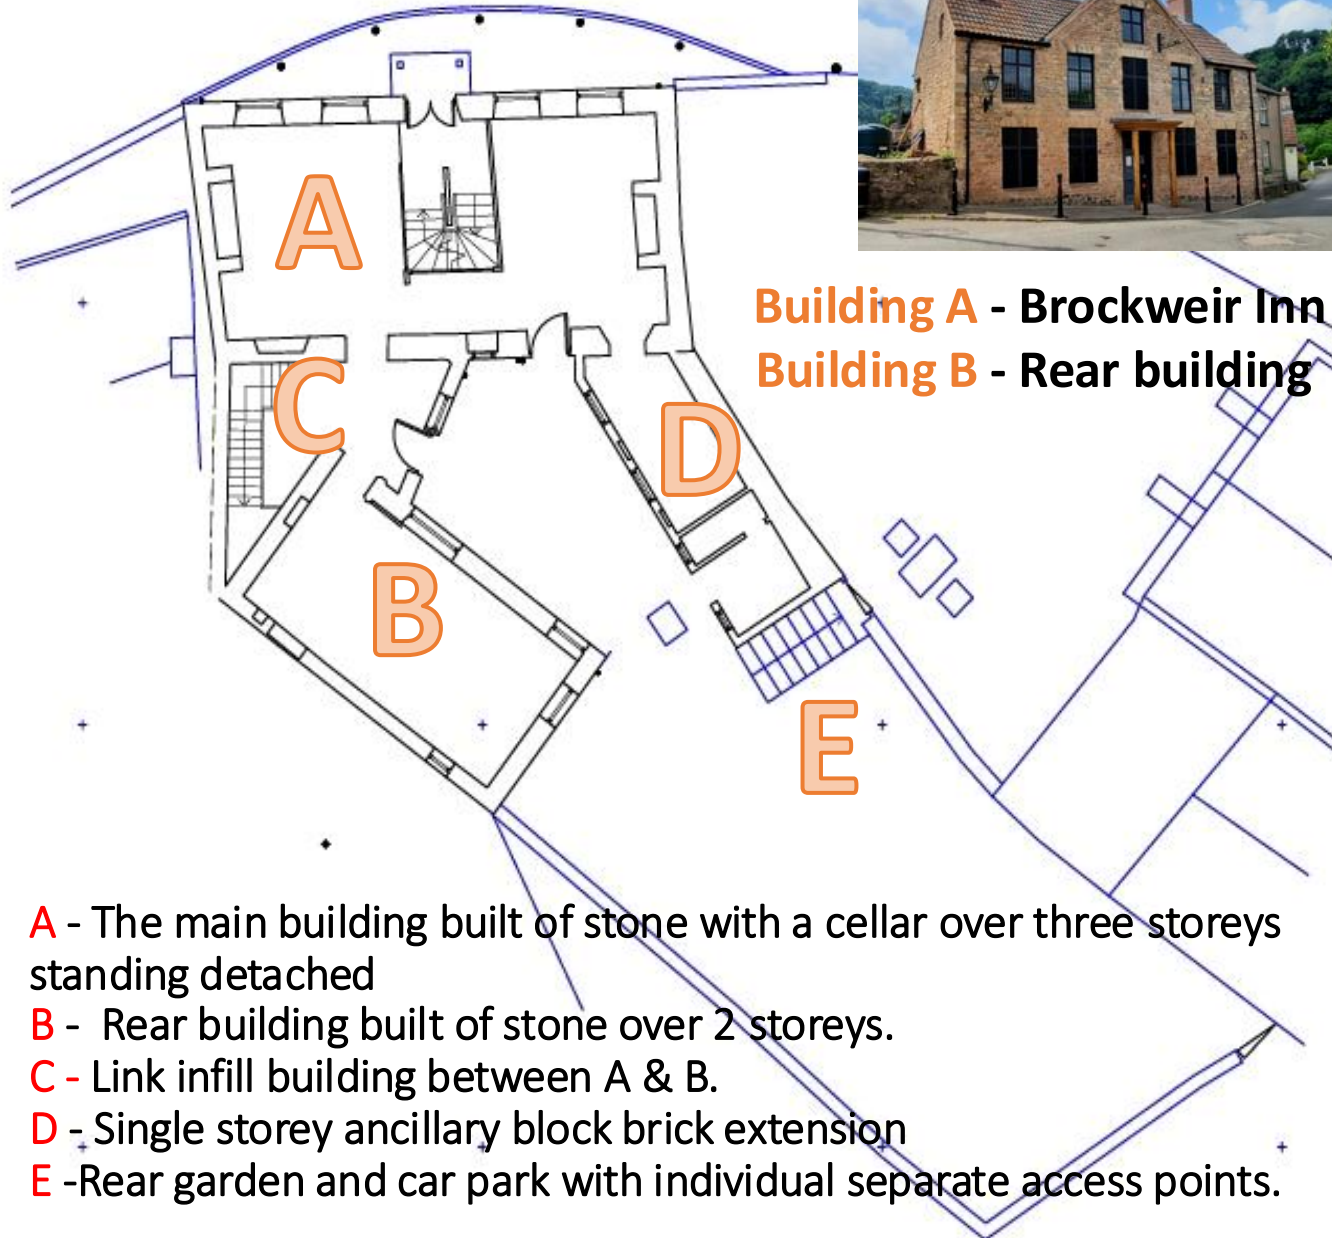 A
C
D
B
E
Building A - Brockweir Inn
Building B - Rear building
A - The main building built of stone with a cellar over three storeys
standing detached
B - Rear building built of stone over 2 storeys.
C - Link infill building between A & B.
D - Single storey ancillary block brick extension
E -Rear garden and car park with individual separate access points.